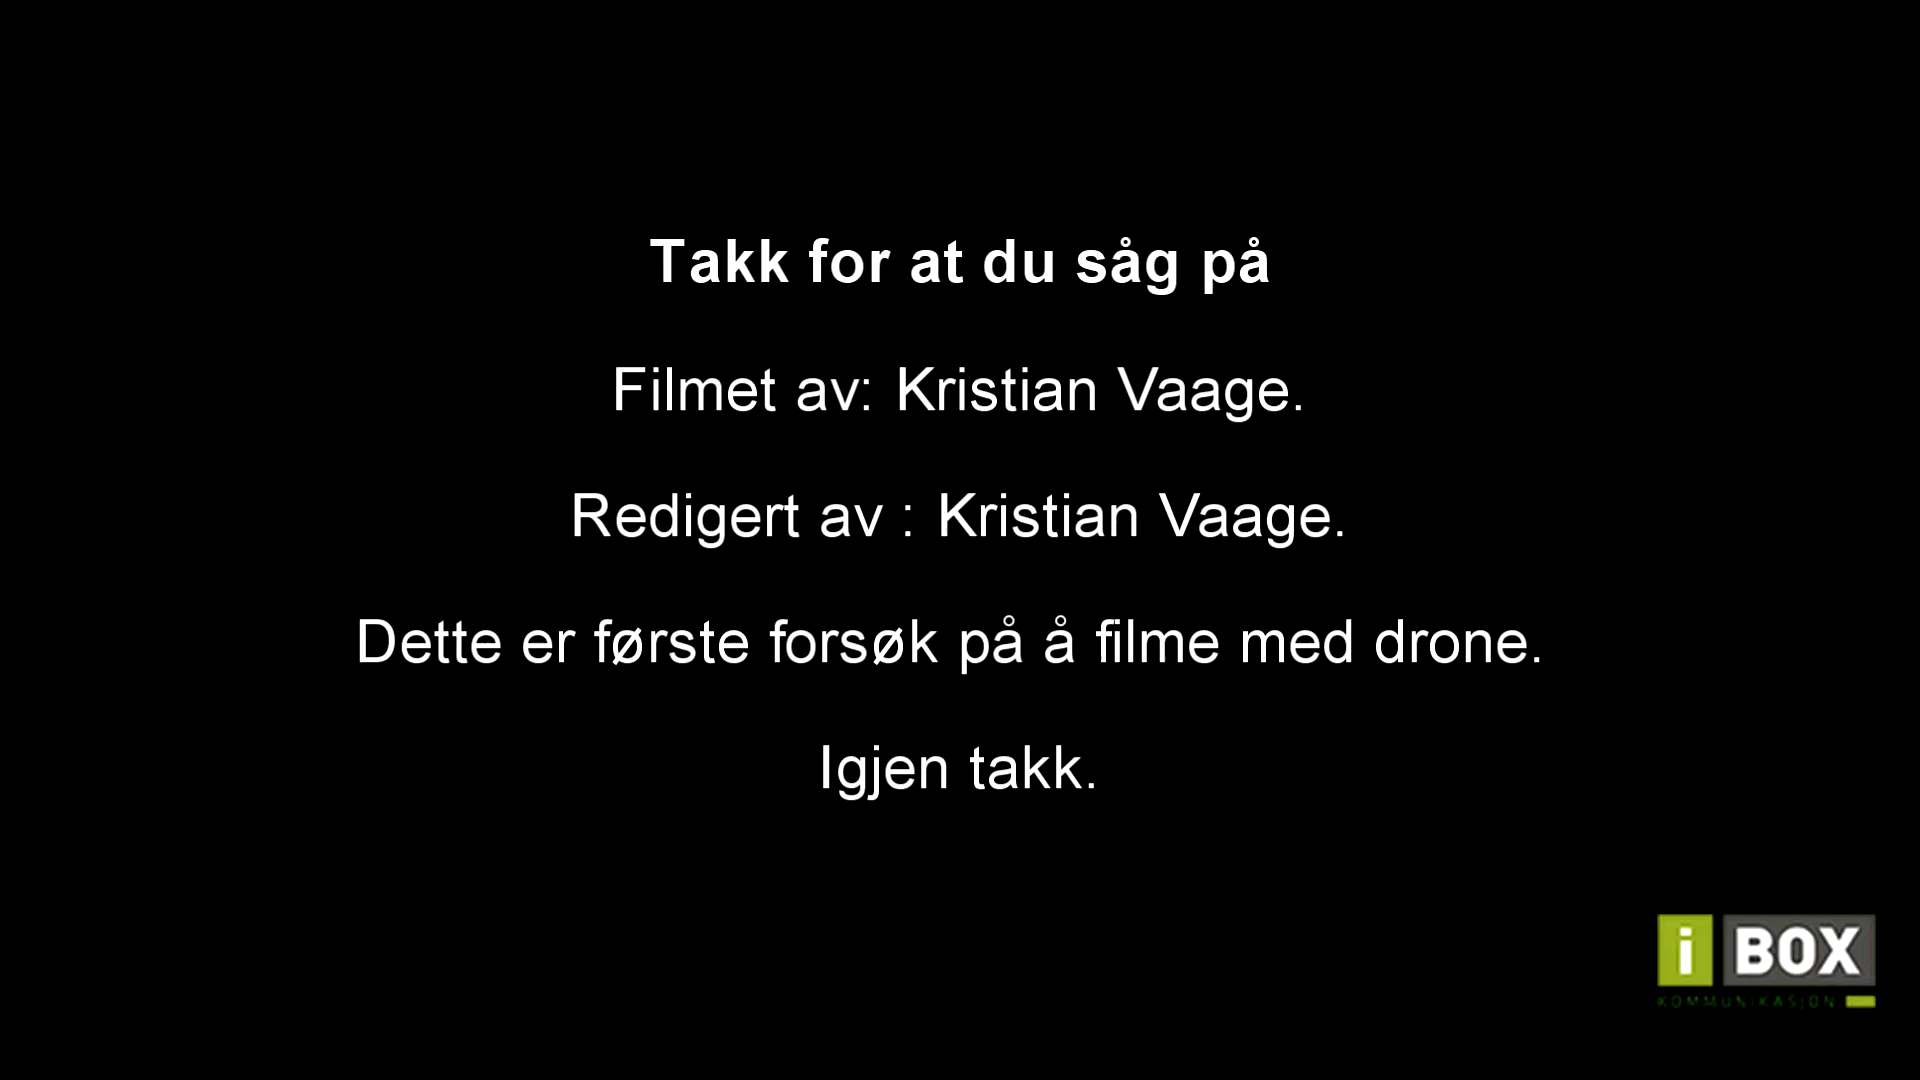 Takk for at du såg på
Filmet av: Kristian Vaage.
Redigert av : Kristian Vaage.
Dette er første forsøk på å filme med drone.
Igjen takk.
i BOX
KOMMUNIKASJON